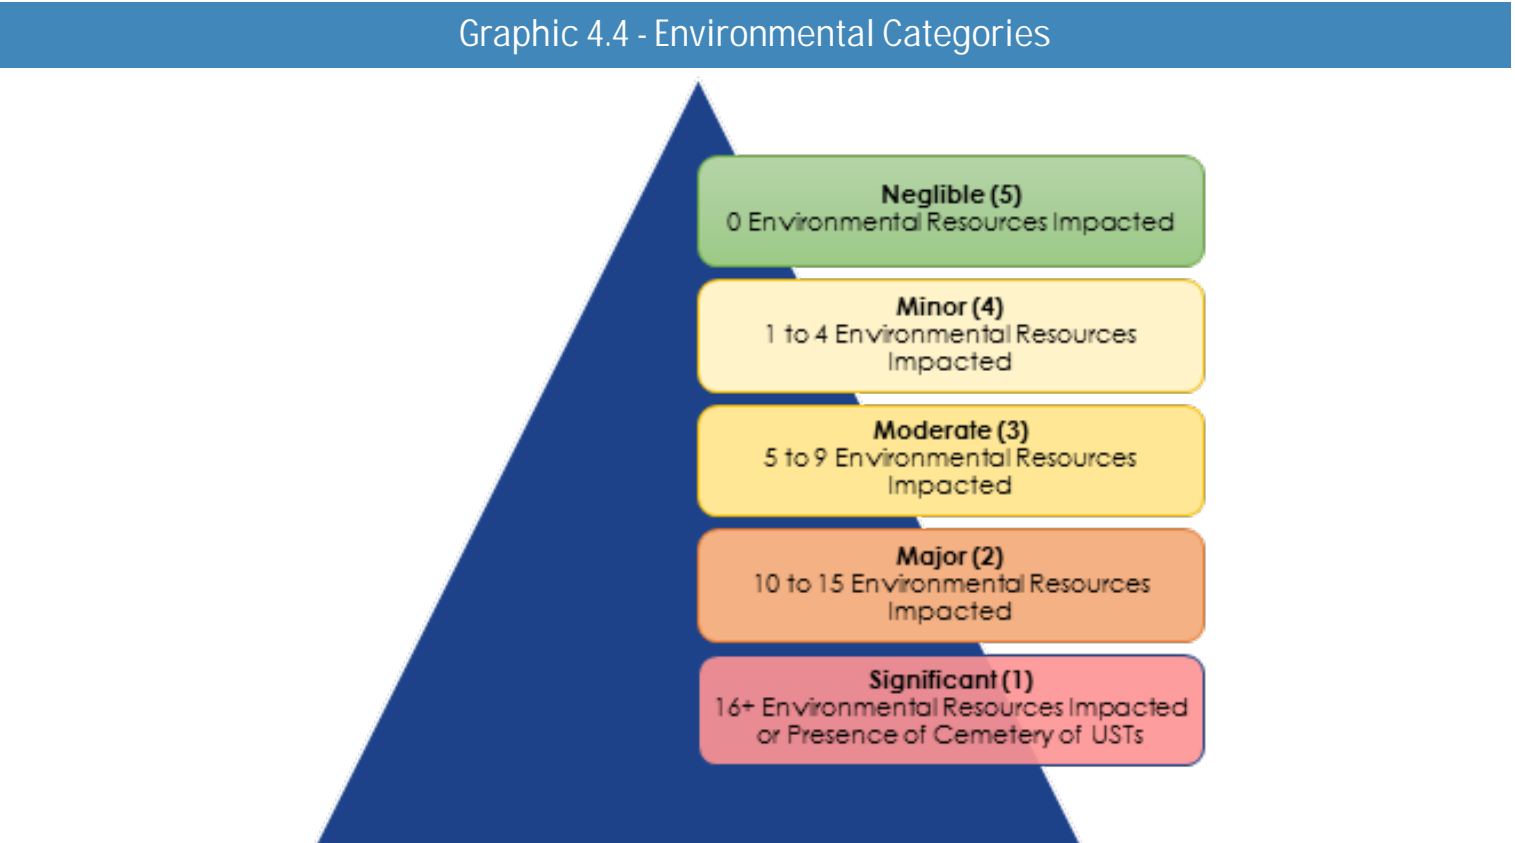 Graphic 4.4 - Environmental Categories
Neglible (5)
0 Environmental Resources Impacted
Minor (4)
1 to 4 Environmental Resources
Impacted
Moderate (3)
5 to 9 Environmental Resources
Impacted
Major (2)
10 to 15 Environmental Resources
Impacted
Significant (1)
16+ Environmental Resources Impacted
or Presence of Cemetery of USTs